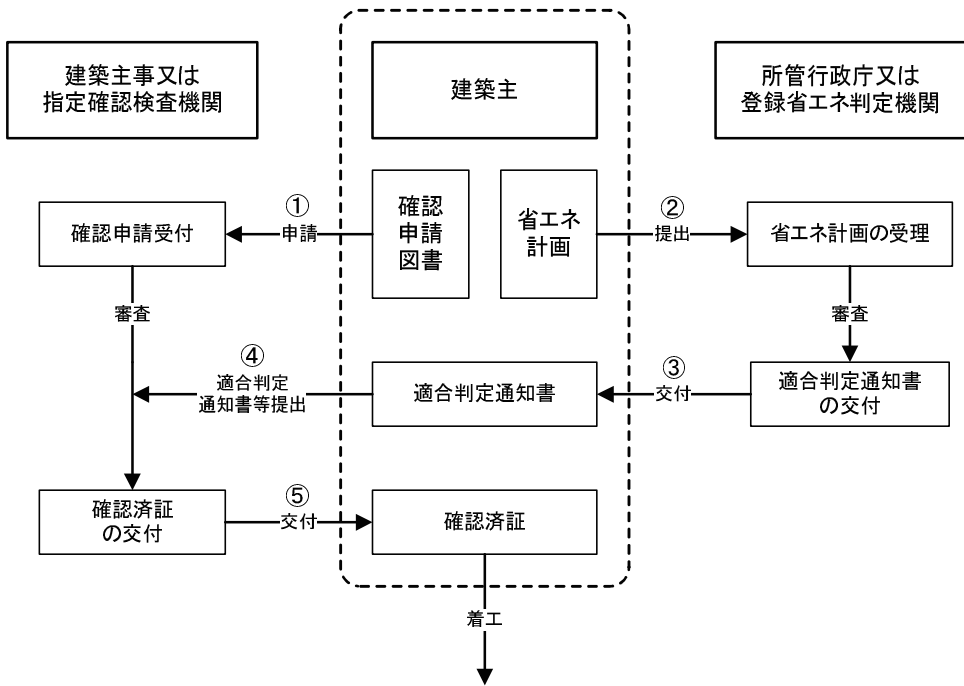 建築主事又は
指定確認検査機関
建築主
所管行政庁又は
登録省エネ判定機関
確認申請受付
①
申請
確認
申請
図書
省エネ
計画
②
提出
省エネ計画の受理
審査
審査
④
適合判定
通知書等提出
適合判定通知書
③
交付
適合判定通知書
の交付
確認済証
の交付
⑤
交付
確認済証
着工